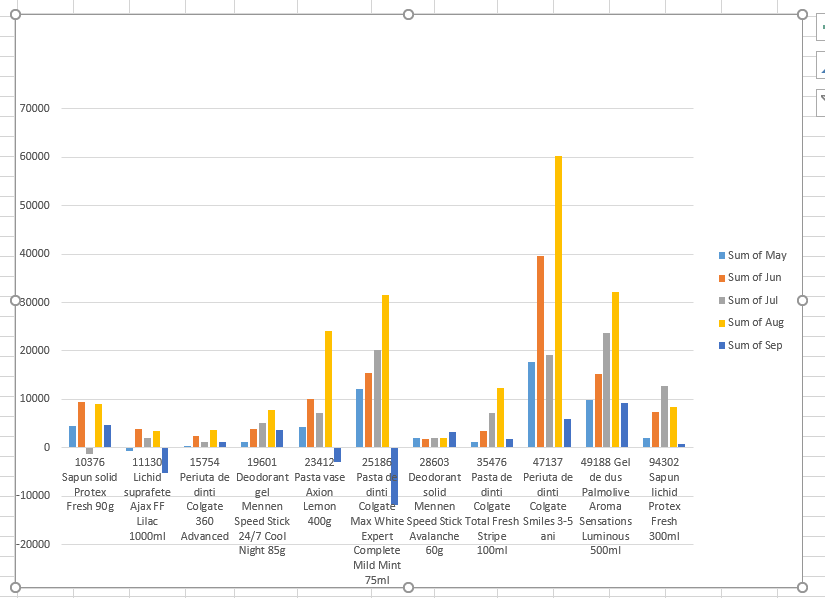 70000
60000
50000
40000
30000
20000
10000
0
-10000
-20000
10376
Sapun solid
Protex
Fresh 90g
11130
Lichid
suprafete
Ajax FF
Lilac
1000ml
15754
Periuta de
dinti
Colgate
360
Advanced
19601
Deodorant
gel
Mennen
Speed Stick
24/7 Cool
Night 85g
23412
Pasta vase
Axion
Lemon
400g
25186
Pasta de
dinti
Colgate
Max White
Expert
Complete
Mild Mint
75ml
28603
Deodorant
solid
Mennen
Speed Stick
Avalanche
60g
35476
Pasta de
dinti
Colgate
Total Fresh
Stripe
100ml
47137
Periuta de
dinti
Colgate
Smiles 3-5
ani
49188 Gel
de dus
Palmolive
Aroma
Sensations
Luminous
500ml
94302
Sapun
lichid
Protex
Fresh
300ml
Sum of May
Sum of Jun
Sum of Jul
Sum of Aug
Sum of Sep